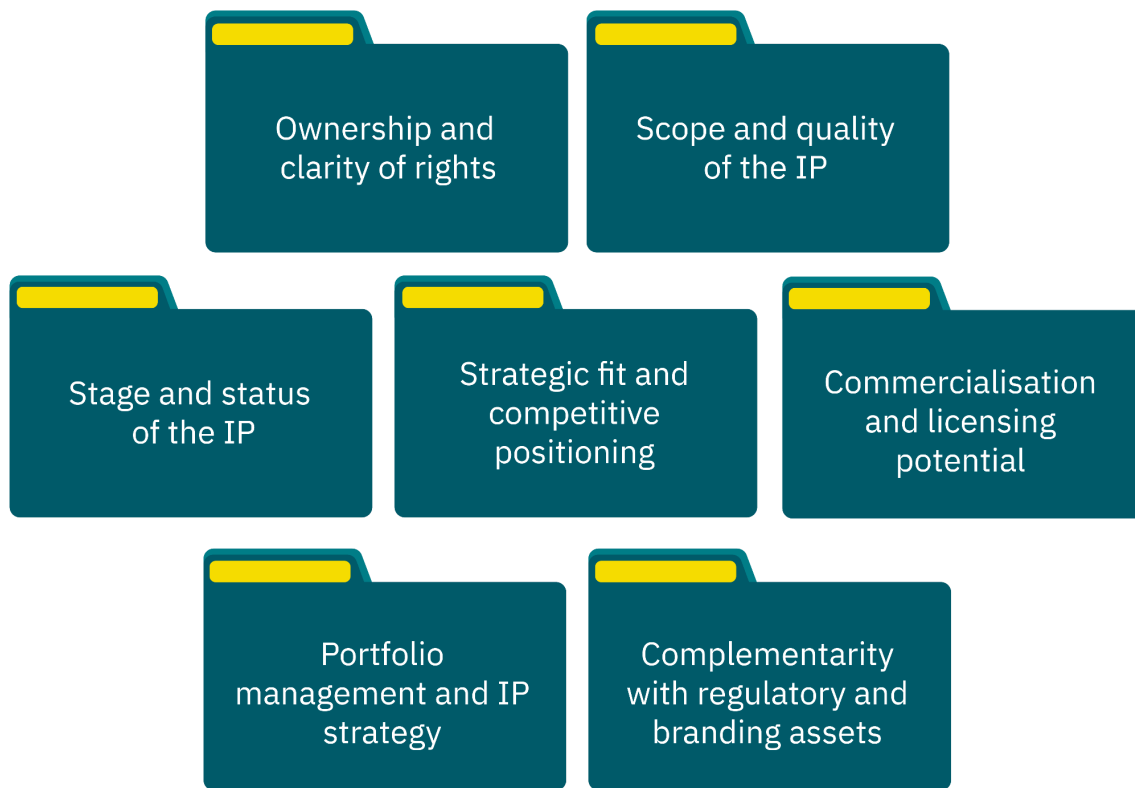 Ownership and
clarity of rights
Scope and quality
of the IP
Stage and status
of the IP
Strategic fit and
competitive
positioning
Commercialisation
and licensing
potential
Portfolio
management and IP
strategy
Complementarity
with regulatory and
branding assets